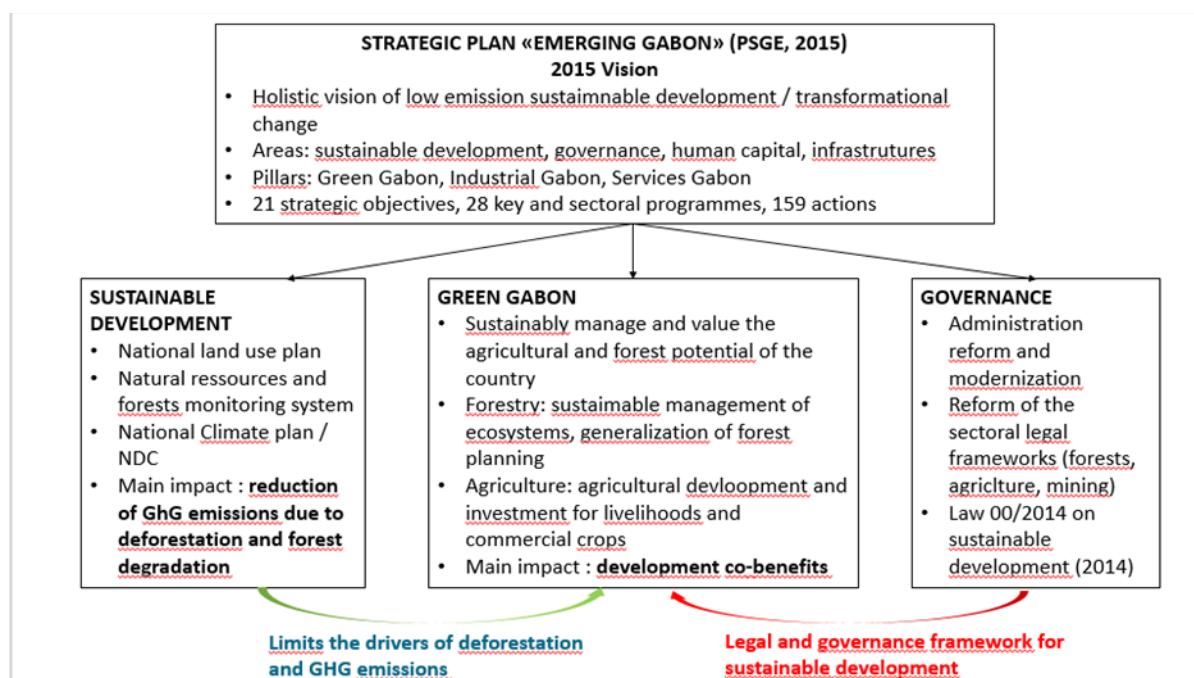 STRATEGIC PLAN «EMERGING GABON» (PSGE, 2015)
2015 Vision
• Holistic vision of low emission sustaimnable development / transformational
change
• Areas: sustainable development, governance, human capital, infrastrutures
• Pillars: Green Gabon, Industrial Gabon, Services Gabon
• 21 strategic objectives, 28 key and sectoral programmes, 159 actions
SUSTAINABLE
DEVELOPMENT
• National land use plan
• Natural ressources and
forests monitoring system
• National Climate plan /
NDC
• Main impact : reduction
of GhG emissions due to
deforestation and forest
degradation
GREEN GABON
• Sustainably manage and value the
agricultural and forest potential of the
country
• Forestry: sustaimable management of
ecosystems, generalization of forest
planning
• Agriculture: agricultural devloopment and
investment for livelihoods and
commercial crops
• Main impact : development co-benefits
GOVERNANCE
• Administration
reform and
modernization
• Reform of the
sectoral legal
frameworks (forests,
agriclture, mining)
• Law 00/2014 on
sustainable
development (2014)
Limits the drivers of deforestation
and GHG emissions
Legal and governance framework for
sustainable development